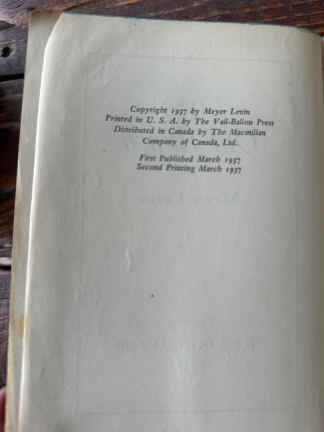 Copyright 1937 by Meyer Levin
Printed in U. S. A. by The Vail-Ballou Press
Distributed in Canada by The Macmillan
Company of Canada, Ltd.
First Published March 1937
Second Printing March 1937